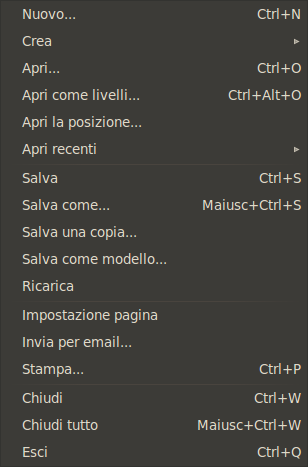 Nuovo... Ctrl+N
Crea
Apri... Ctrl+O
Apri come livelli... Ctrl+Alt+O
Apri la posizione...
Apri recenti
Salva Ctrl+S
Salva come... Maiusc+Ctrl+S
Salva una copia...
Salva come modello...
Ricarica
Impostazione pagina
Invia per email...
Stampa... Ctrl+P
Chiudi Ctrl+W
Chiudi tutto Maiusc+Ctrl+W
Esci Ctrl+Q